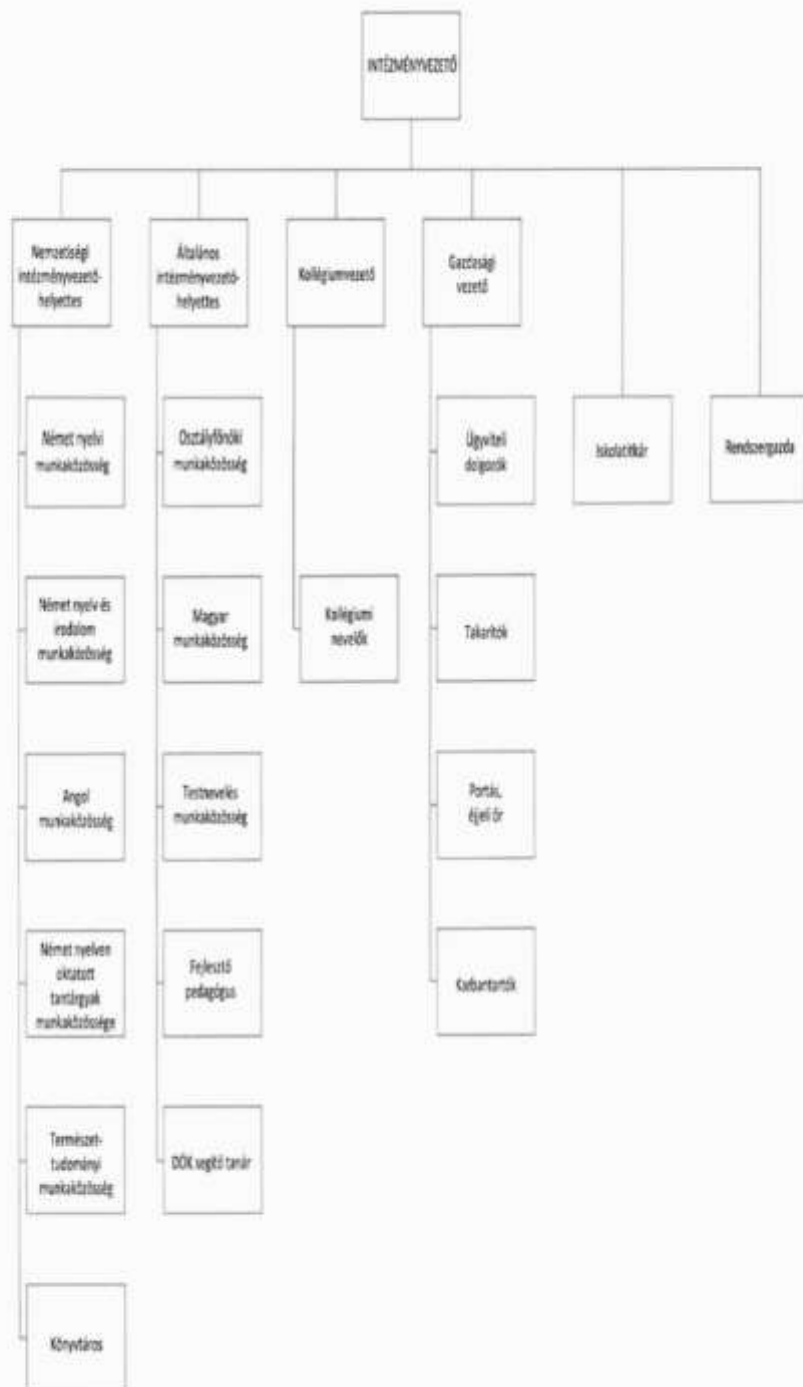 INTÉZMÉNYVEZETŐ
Nemzetiségi
intézményvezető-
helyettes
Általános
intézményvezető-
helyettes
Kollégiumvezető
Gazdasági
vezető
Német nyelvi
munkaközösség
Osztályfőnöki
munkaközösség
Ügyviteli
dolgozók
Iskolatitkár
Rendszergazda
Német nyelv és
irodalom
munkaközösség
Magyar
munkaközösség
Kollégiumi
nevelők
Takarítók
Angol
munkaközösség
Testnevelés
munkaközösség
Portás,
éjjeli őr
Német nyelven
oktatott
tantárgyak
munkaközössége
Fejlesztő
pedagógus
Karbantartók
Természet-
tudományi
munkaközösség
DÖK segítő tanár
Könyvtáros